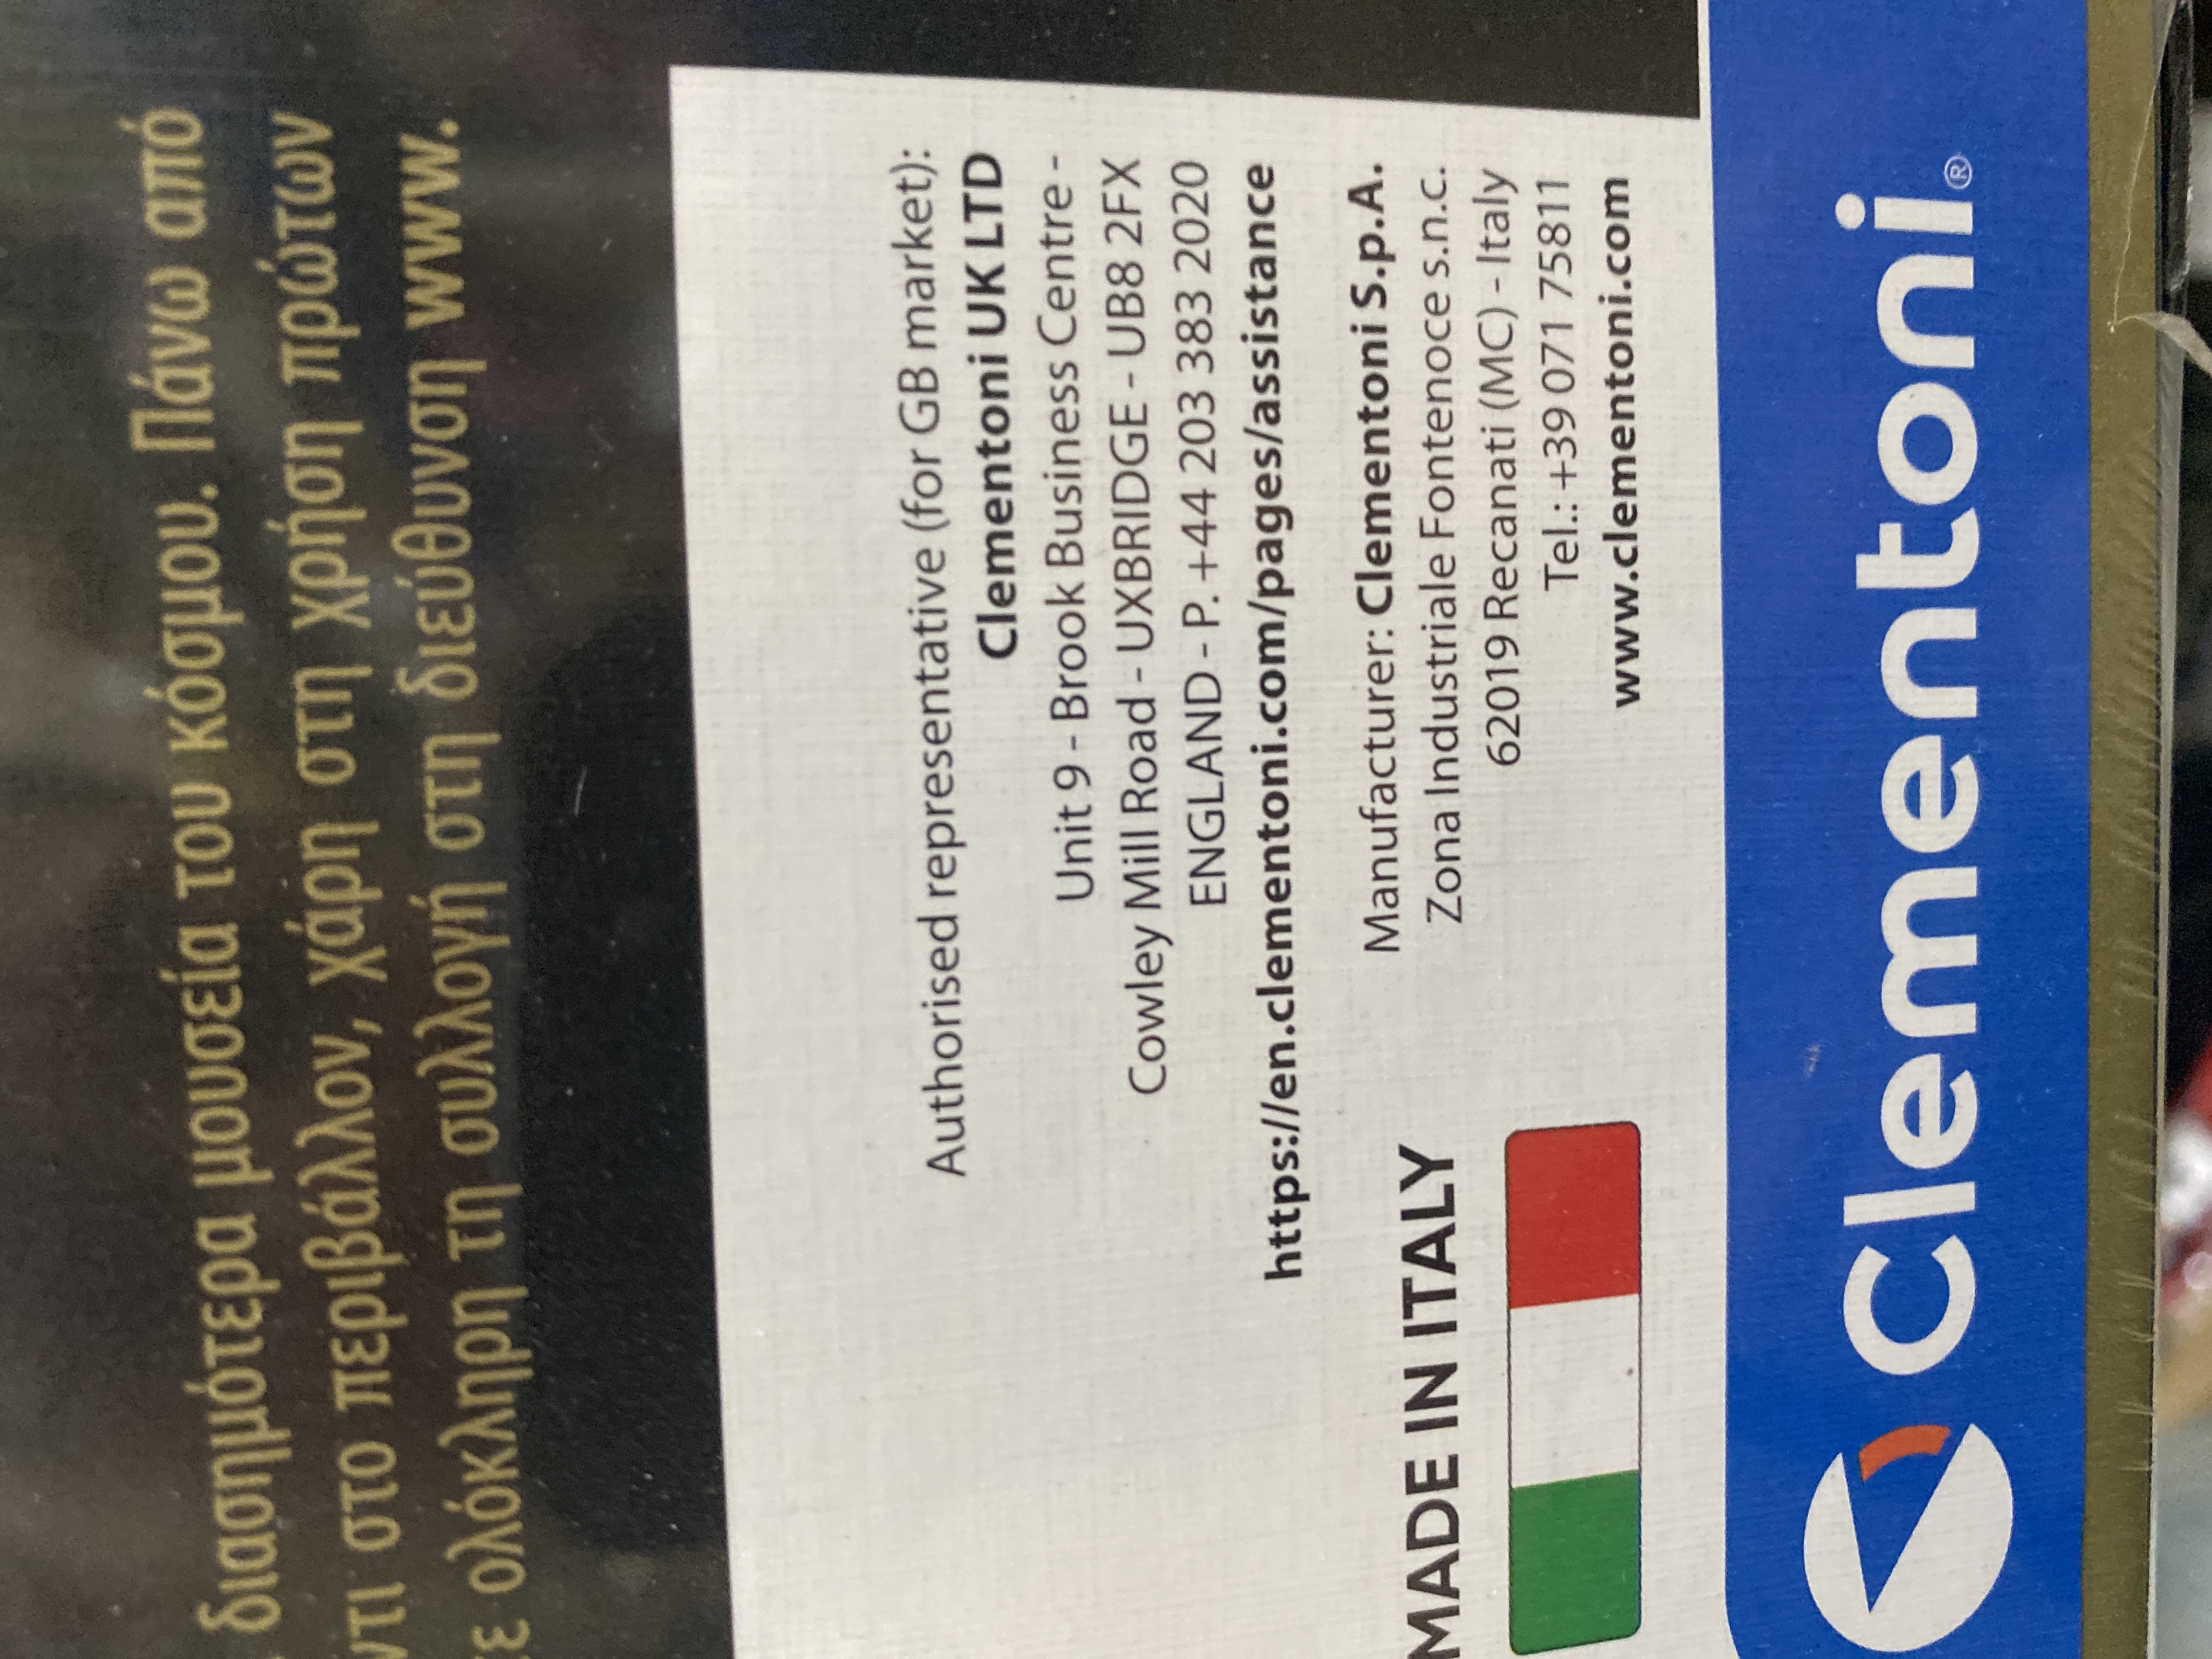 διασημότερα μουσεία του κόσμου. Πάνω από
στο περιβάλλον, χάρη στη χρήση πρώτων
ολόκληρη τη συλλογή στη διεύθυνση www.
Authorised representative (for GB market):
Clementoni UK LTD
Unit 9 - Brook Business Centre -
Cowley Mill Road - UXBRIDGE - UB8 2FX
ENGLAND - P. +44 203 383 2020
https://en.clementoni.com/pages/assistance
Manufacturer: Clementoni S.p.A.
Zona Industriale Fontenoce s.n.c.
62019 Recanati (MC) - Italy
Tel.: +39 071 75811
www.clementoni.com
MADE IN ITALY
Clementoni®